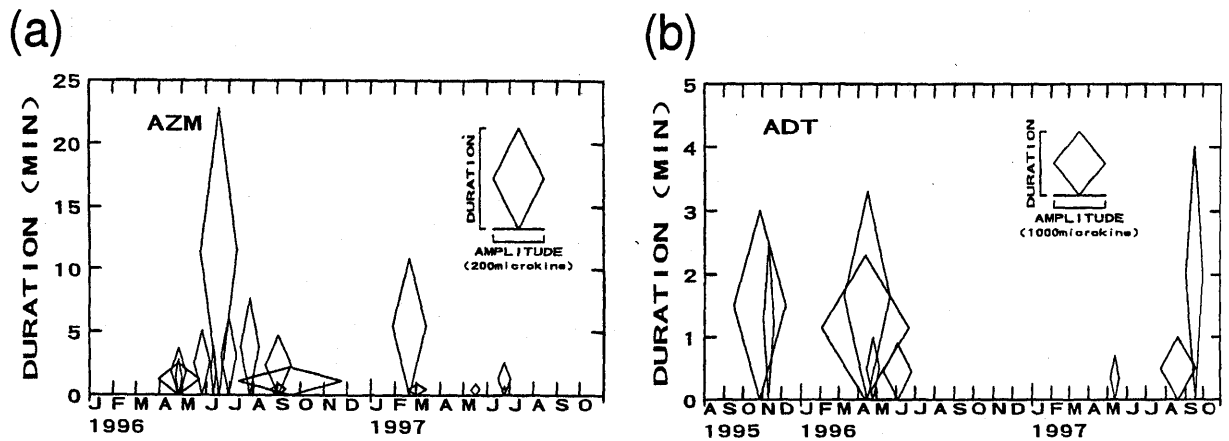 (a)
25
20
15
10
5
0
DURATION (MIN)
AZM
DURATION
AMPLITUDE
(200microkine)
J F M A M J J A S O N D J F M A M J J A S O
1996 1997
(b)
5
4
3
2
1
0
DURATION (MIN)
ADT
DURATION
AMPLITUDE
(1000microkine)
A S O N D J F M A M J J A S O N D J F M A M J J A S O
1995 1996 1997